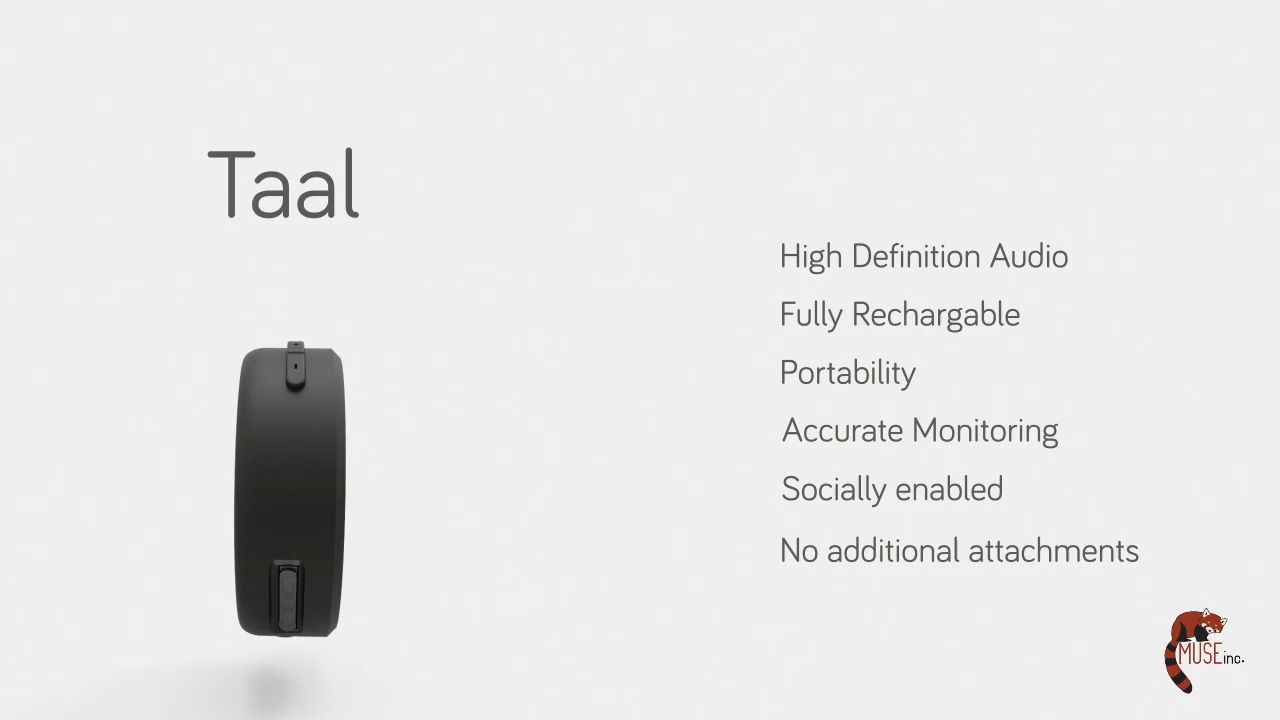 Taal
High Definition Audio
Fully Rechargable
Portability
Accurate Monitoring
Socially enabled
No additional attachments
MUSE inc.